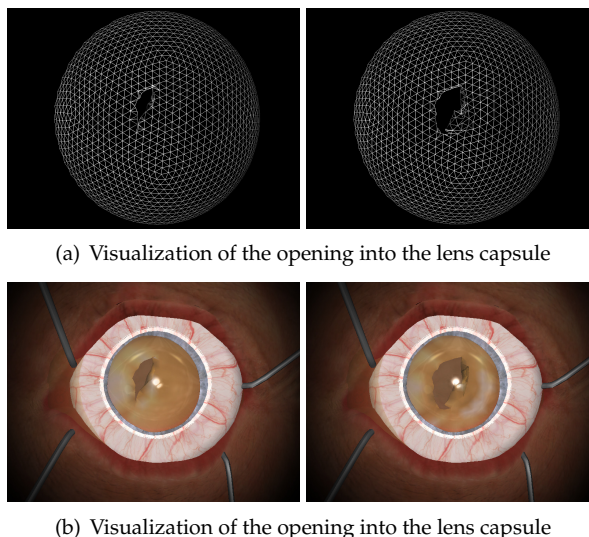 (a) Visualization of the opening into the lens capsule
(b) Visualization of the opening into the lens capsule